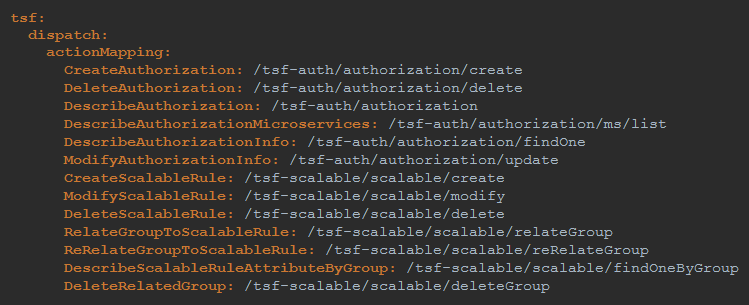 tsf:
dispatch:
actionMapping:
CreateAuthorization: /tsf-auth/authorization/create
DeleteAuthorization: /tsf-auth/authorization/delete
DescribeAuthorization: /tsf-auth/authorization
DescribeAuthorizationMicroservices: /tsf-auth/authorization/ms/list
DescribeAuthorizationInfo: /tsf-auth/authorization/findOne
ModifyAuthorizationInfo: /tsf-auth/authorization/update
CreateScalableRule: /tsf-scalable/scalable/create
ModifyScalableRule: /tsf-scalable/scalable/modify
DeleteScalableRule: /tsf-scalable/scalable/delete
RelateGroupToScalableRule: /tsf-scalable/scalable/relateGroup
ReRelateGroupToScalableRule: /tsf-scalable/scalable/reRelateGroup
DescribeScalableRuleAttributeByGroup: /tsf-scalable/scalable/findOneByGroup
DeleteRelatedGroup: /tsf-scalable/scalable/deleteGroup